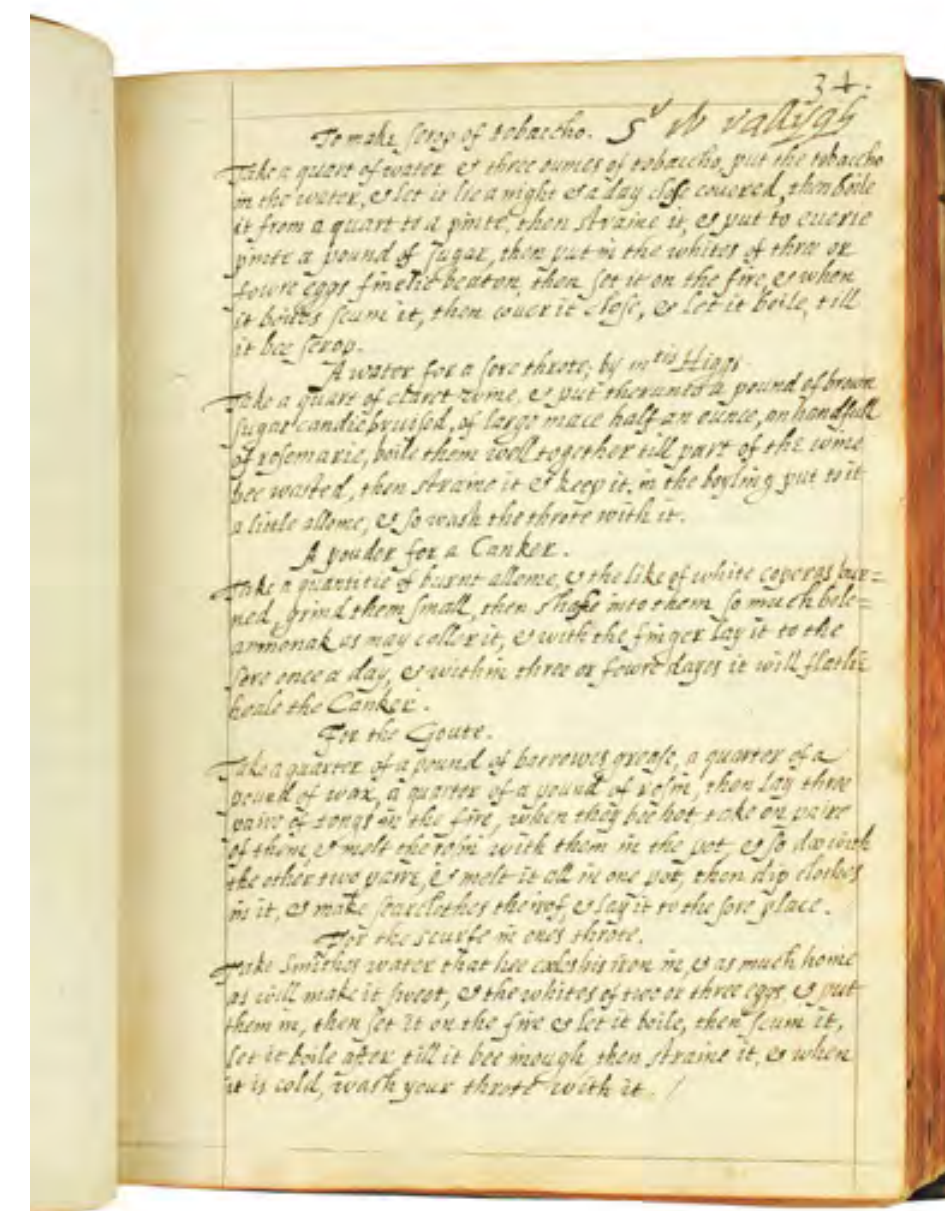 34.
To make serop of tobaccho. Sr W ralligh
Take a quart of water & three ounces of tobaccho, put the tobaccho
in the water, & let it lie a night & a day close couered, then boile
it from a quart to a pinte, then straine it, & put to euerie
pinte a pound of sugar, then put in the whites of three or
fowre eggs finelie beaton, then set it on the fire, & when
it boiles scum it, then couer it close, & let it boile, till
it bee serop.
A water for a sore throte, by mtris Higgs
Take a quart of claret wine, & put therunto a pound of brown
sugar candie bruised, of large mace half an ounce, an handfull
of rosemarie, boile them well together till part of the wine
bee wasted, then straine it & keep it, in the boyling put to it
a little allome, & so wash the throte with it.
A pouder for a Canker.
Take a quantitie of burnt allome, & the like of white coperas bur=
ned, grind them small, then shake into them so much bole=
ammonak as may coller it, & with the finger lay it to the
sore once a day, & within three or fowre dayes it will flatlie
heale the Canker.
For the Goute.
Take a quarter of a pound of barrowes grease, a quarter of a
pound of wax, a quarter of a pound of rosin, then lay three
paire of tongs in the fire, when they bee hot take on paire
of them & melt the rosin with them in the pot, & so doe with
the other two paire, & melt it all in one pot, then dip clothes
in it, & make searclothes therof, & lay it to the sore place.
For the scurfe in ones throte.
Take Smithes water that hee cooles his iron in, & as much honie
as will make it sweet, & the whites of two or three eggs, & put
them in, then set it on the fire & let it boile, then scum it,
let it boile after till it bee inough then straine it, & when
it is cold, wash your throte with it. /